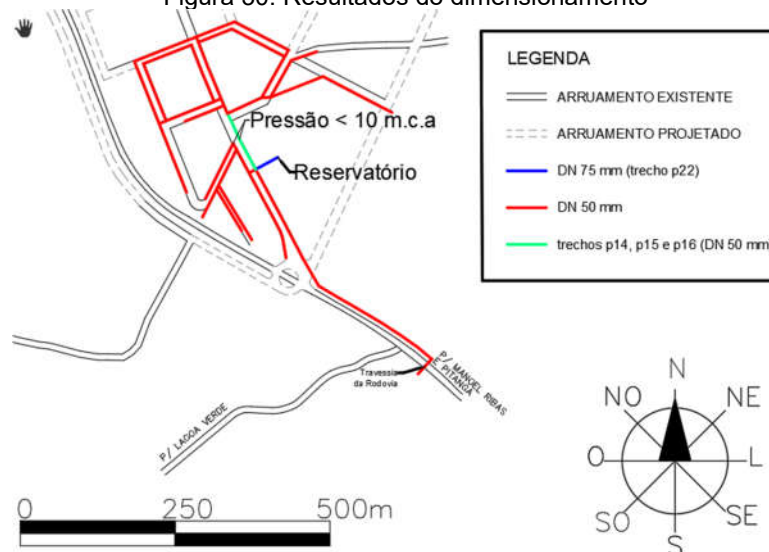 Figura 80: Resultados do dimensionamento
Pressão < 10 m.c.a
Reservatório
LEGENDA
ARRUAMENTO EXISTENTE
ARRUAMENTO PROJETADO
DN 75 mm (trecho p22)
DN 50 mm
trechos p14, p15 e p16 (DN 50 mm)
Travessia
da Rodovia
P/ MANOEL RIBAS
E PITANGA
P/ LAGOA VERDE
0 250 500m
N
NO NE
O L
SO SE
S